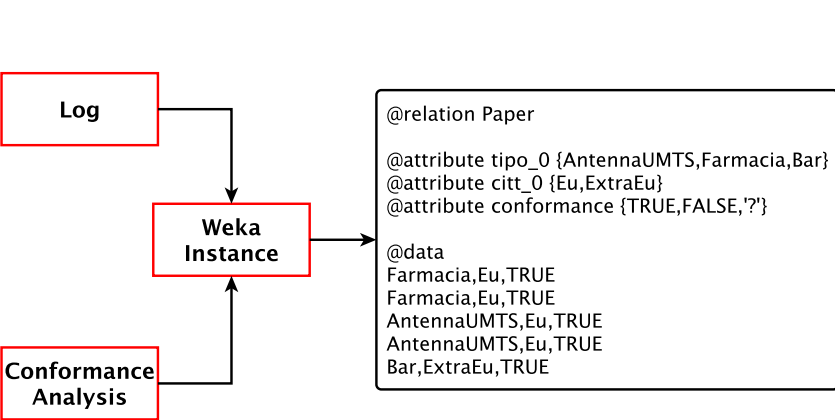 Log
Weka
Instance
Conformance
Analysis
@relation Paper
@attribute tipo_0 {AntennaUMTS,Farmacia,Bar}
@attribute citt_0 {Eu,ExtraEu}
@attribute conformance {TRUE,FALSE,'?'}
@data
Farmacia,Eu,TRUE
Farmacia,Eu,TRUE
AntennaUMTS,Eu,TRUE
AntennaUMTS,Eu,TRUE
Bar,ExtraEu,TRUE